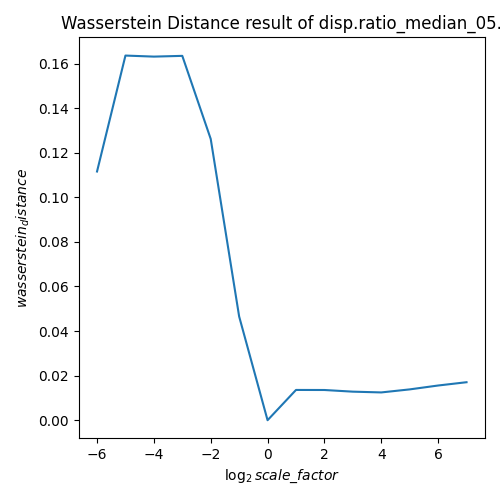 Wasserstein Distance result of disp.ratio_median_05.
wasserstein_distance
0.16
0.14
0.12
0.10
0.08
0.06
0.04
0.02
0.00
−6 −4 −2 0 2 4 6
log₂ scale_factor